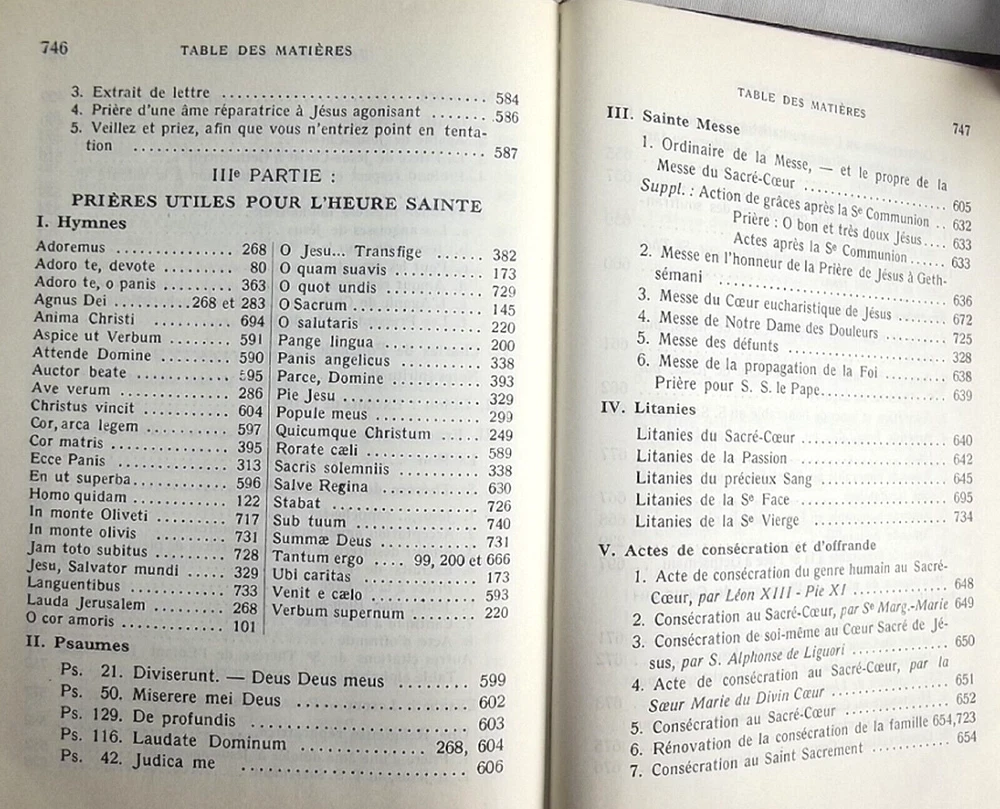 746 TABLE DES MATIÈRES
3. Extrait de lettre ................................ 584
4. Prière d'une âme réparatrice à Jésus agonisant ....... 586
5. Veillez et priez, afin que vous n'entriez point en tenta-
tion ................................ 587
IIIe PARTIE :
PRIÈRES UTILES POUR L'HEURE SAINTE
I. Hymnes
Adoremus ............ 268
Adoro te, devote ......... 80
Adoro te, o panis ........ 363
Agnus Dei ..........268 et 283
Anima Christi .......... 694
Aspice ut Verbum ........ 591
Attende Domine ......... 590
Auctor beate ........... 595
Ave verum ............. 286
Christus vincit .......... 604
Cor, arca legem ......... 597
Cor matris ............. 395
Ecce Panis ............ 313
En ut superba........... 596
Homo quidam .......... 122
In monte Oliveti ........ 717
In monte olivis ......... 731
Jam toto subitus ........ 728
Jesu, Salvator mundi ..... 329
Languentibus .......... 733
Lauda Jerusalem ........ 268
O cor amoris ........... 101
O Jesu... Transfige ...... 382
O quam suavis .......... 173
O quot undis ........... 729
O Sacrum ............. 145
O salutaris ............ 220
Pange lingua ........... 200
Panis angelicus ......... 338
Parce, Domine .......... 393
Pie Jesu .............. 329
Popule meus ........... 299
Quicumque Christum ..... 249
Rorate cæli ............ 589
Sacris solemniis ......... 338
Salve Regina ........... 630
Stabat ............... 726
Sub tuum ............. 740
Summæ Deus .......... 731
Tantum ergo .... 99, 200 et 666
Ubi caritas ............ 173
Venit e cælo ........... 593
Verbum supernum ....... 220
II. Psaumes
Ps. 21. Diviserunt. — Deus Deus meus ........ 599
Ps. 50. Miserere mei Deus .................. 602
Ps. 129. De profundis ...................... 603
Ps. 116. Laudate Dominum .............. 268, 604
Ps. 42. Judica me ....................... 606
TABLE DES MATIÈRES 747
III. Sainte Messe
1. Ordinaire de la Messe, — et le propre de la
Messe du Sacré-Cœur .................. 605
Suppl. : Action de grâces après la Se Communion .. 632
Prière : O bon et très doux Jésus.... 633
Actes après la Se Communion ...... 633
2. Messe en l'honneur de la Prière de Jésus à Geth-
sémani ........................... 636
3. Messe du Cœur eucharistique de Jésus ........ 672
4. Messe de Notre Dame des Douleurs .......... 725
5. Messe des défunts ..................... 328
6. Messe de la propagation de la Foi .......... 638
Prière pour S. S. le Pape................. 639
IV. Litanies
Litanies du Sacré-Cœur ................... 640
Litanies de la Passion .................... 642
Litanies du précieux Sang ................. 645
Litanies de la Se Face .................... 695
Litanies de la Se Vierge ................... 734
V. Actes de consécration et d'offrande
1. Acte de consécration du genre humain au Sacré-
Cœur, par Léon XIII - Pie XI ............. 648
2. Consécration au Sacré-Cœur, par Se Marg.-Marie 649
3. Consécration de soi-même au Cœur Sacré de Jé-
sus, par S. Alphonse de Liguori ............ 650
4. Acte de consécration au Sacré-Cœur, par la
Sœur Marie du Divin Cœur ............... 651
5. Consécration au Sacré-Cœur ............... 652
6. Rénovation de la consécration de la famille 654,723
7. Consécration au Saint Sacrement ........... 654